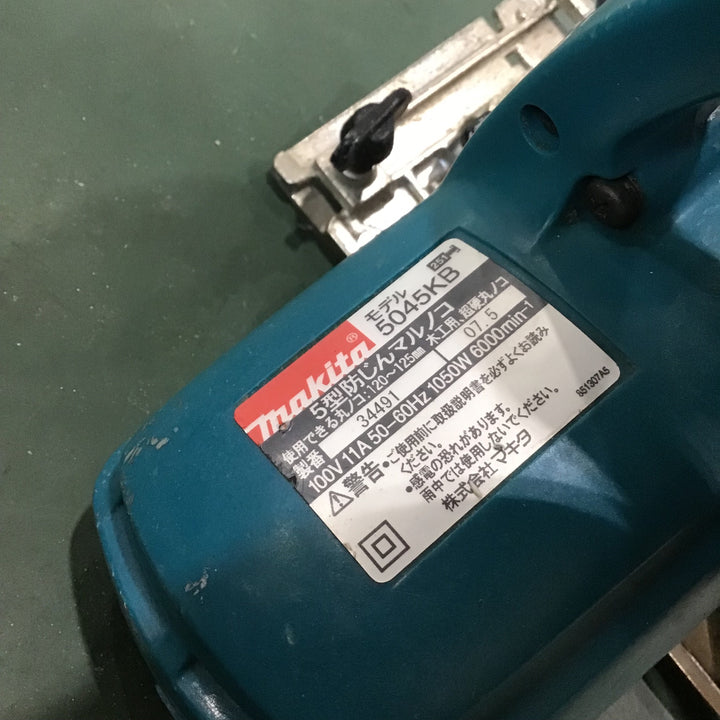 makita®
モデル
5045KB
5型防じんマルノコ
使用できる丸ノコ:120〜125mm 木工用、超硬丸ノコ
製番 34491 07.5
100V 11A 50-60Hz 1050W 6000min-1
警告
・ご使用前に取扱説明書を必ずよくお読み
ください。
・感電の恐れがあります。
雨中では使用しないでください。
株式会社 マキタ
851307A5